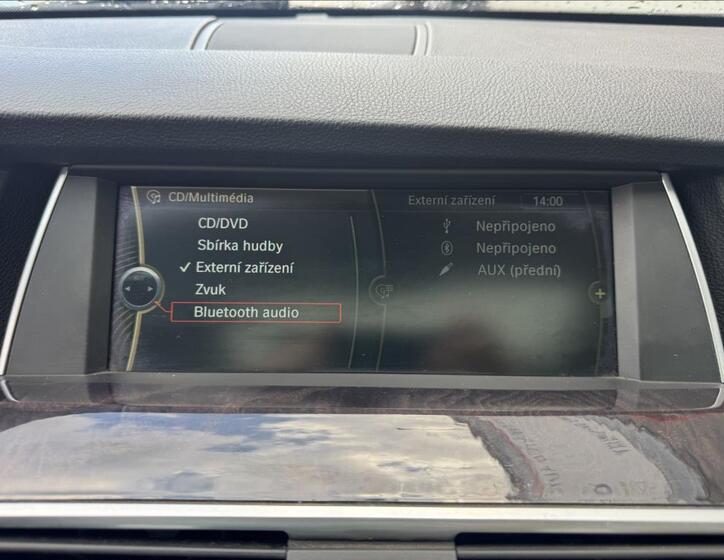 CD/Multimédia
CD/DVD
Sbírka hudby
Externí zařízení
Zvuk
Bluetooth audio
Externí zařízení 14:00
Nepřipojeno
Nepřipojeno
AUX (přední)